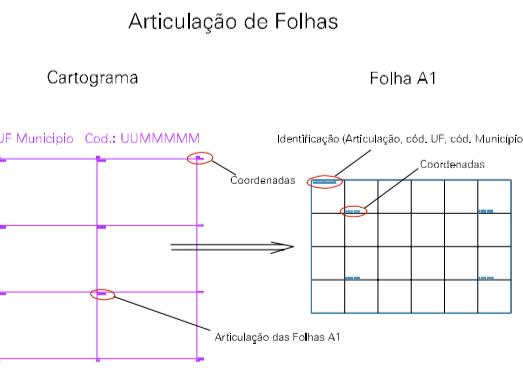 Articulação de Folhas
Cartograma
Folha A1
UF Municipio Cod.: UUMMMMM
Identificação (Articulação, cód. UF, cód. Município
Coordenadas
Coordenadas
Articulação das Folhas A1